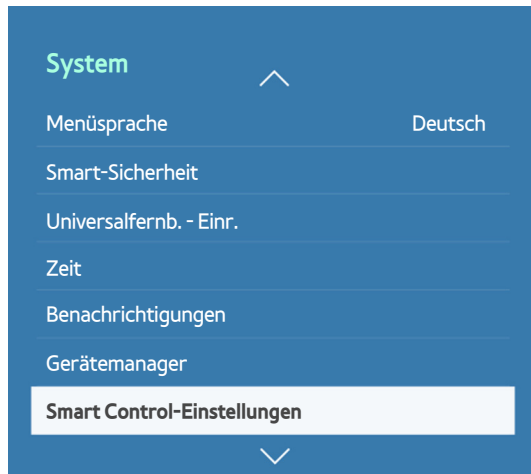 System
Menüsprache Deutsch
Smart-Sicherheit
Universalfernb. - Einr.
Zeit
Benachrichtigungen
Gerätemanager
Smart Control-Einstellungen